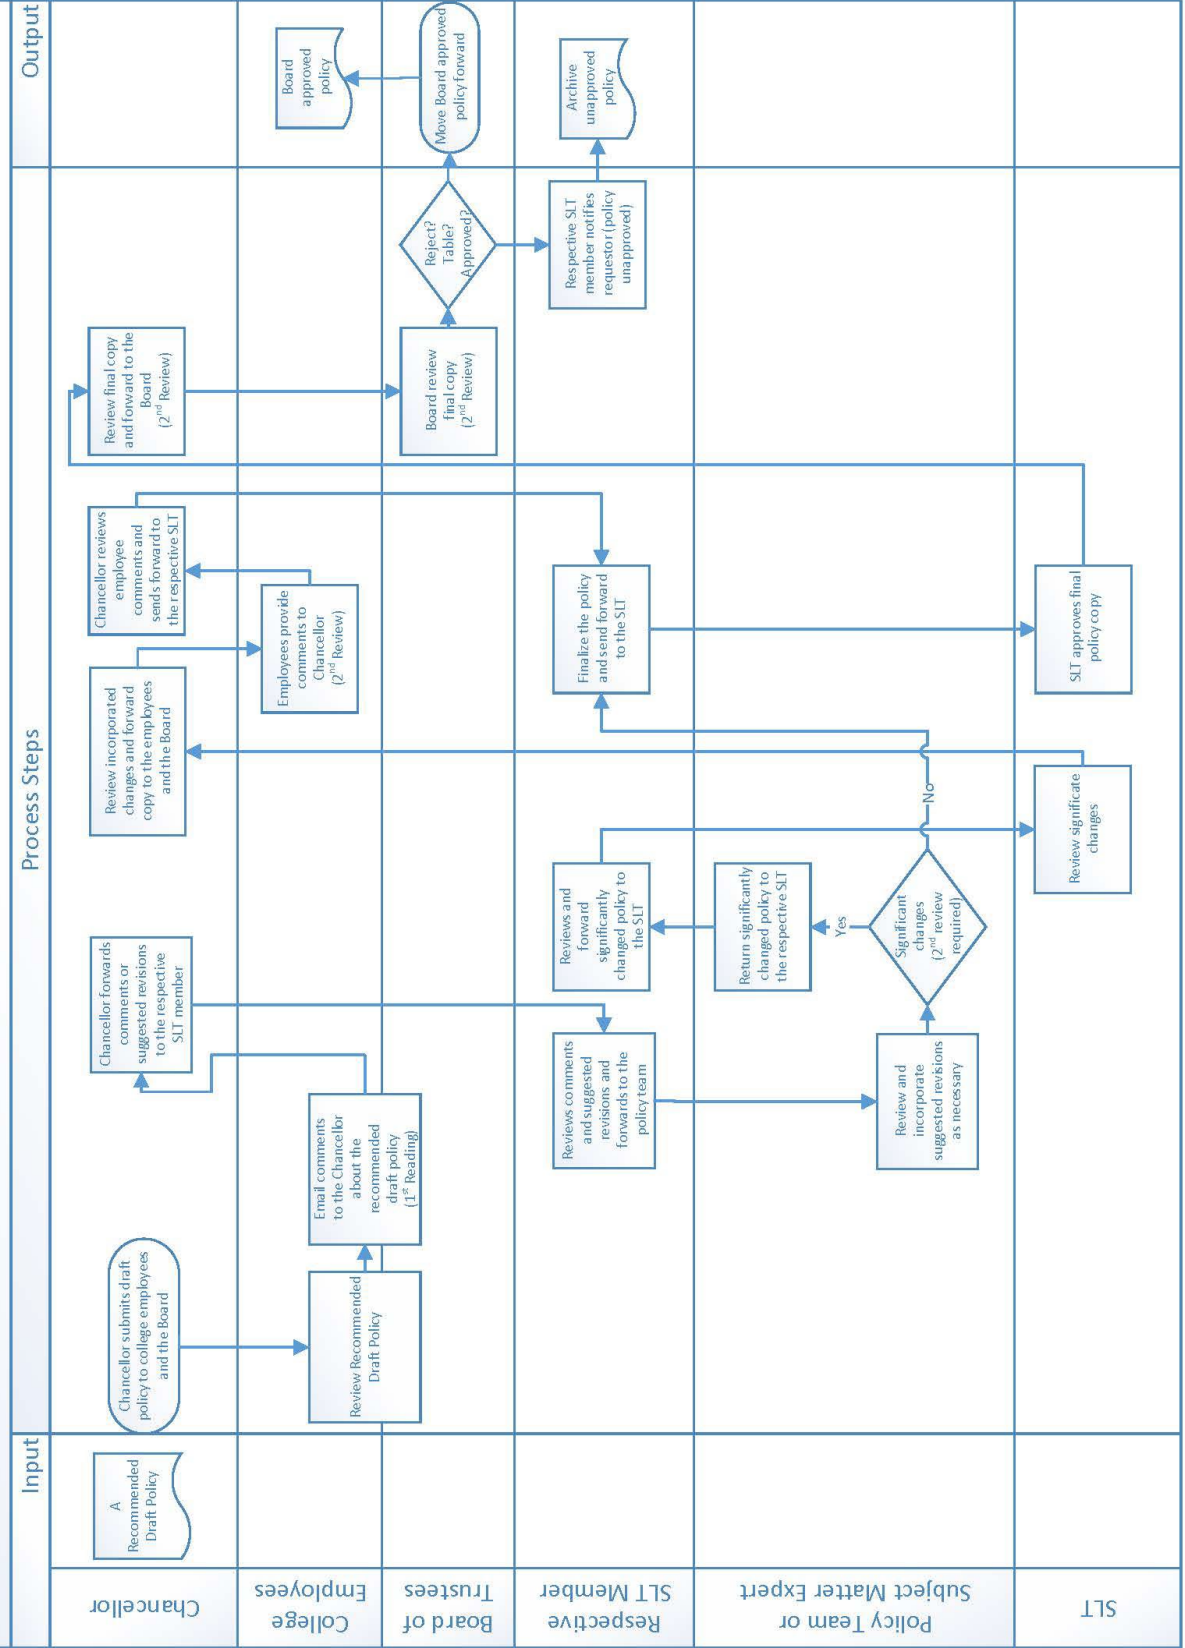 Input
Process Steps
Output
Chancellor
A
Recommended
Draft Policy
Chancellor submits draft
policy to college employees
and the Board
Chancellor forwards
comments or
suggested revisions
to the respective
SLT member
Review incorporated
changes and forward
copy to the employees
and the Board
Chancellor reviews
employee
comments and
sends forward to
the respective SLT
Review final copy
and forward to the
Board
(2nd Review)
College
Employees
Review Recommended
Draft Policy
Email comments
to the Chancellor
about the
recommended
draft policy
(1st Reading)
Employees provide
comments to
Chancellor
(2nd Review)
Board
approved
policy
Board of
Trustees
Board review
final copy
(2nd Review)
Reject?
Table?
Approved?
Move Board approved
policy forward
Respective
SLT Member
Reviews comments
and suggested
revisions and
forwards to the
policy team
Reviews and
forward
significantly
changed policy to
the SLT
Finalize the policy
and send forward
to the SLT
Respective SLT
member notifies
requestor (policy
unapproved)
Archive
unapproved
policy
Policy Team or
Subject Matter Expert
Review and
incorporate
suggested revisions
as necessary
Significant
changes
(2nd review
required)
Yes
Return significantly
changed policy to
the respective SLT
No
SLT
Review significate
changes
SLT approves final
policy copy